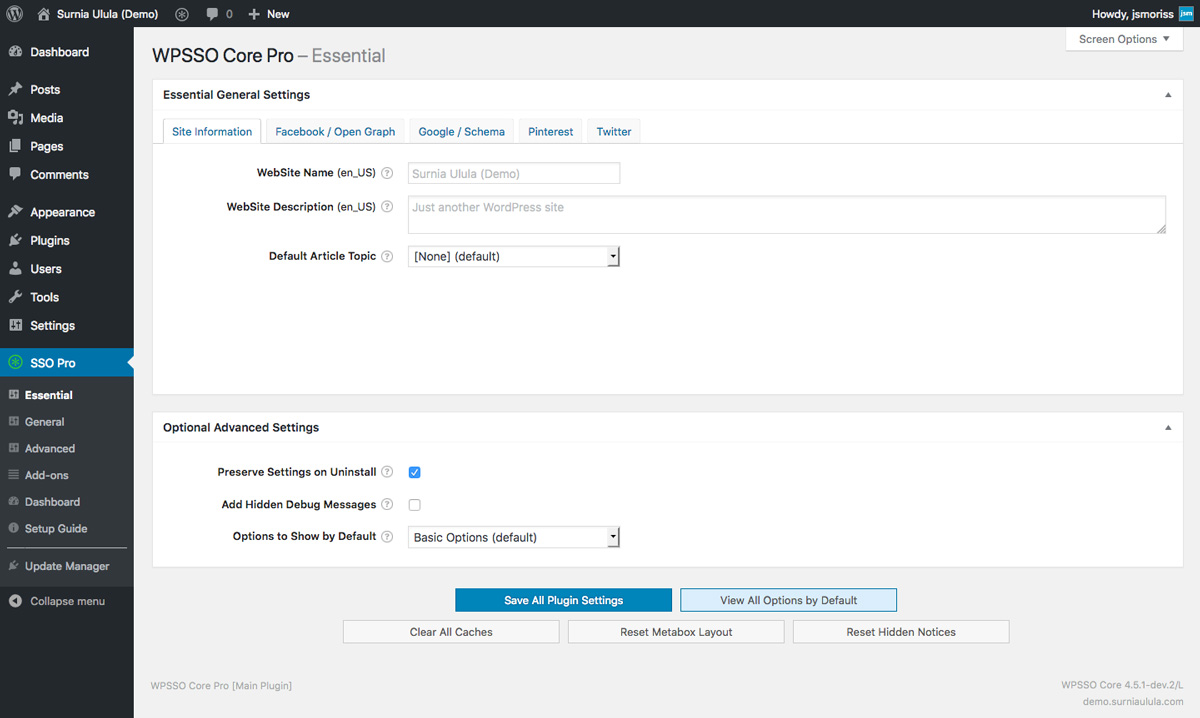 Surnia Ulula (Demo) 0 New Howdy, jsmoriss jsm
Screen Options
Dashboard
Posts
Media
Pages
Comments
Appearance
Plugins
Users
Tools
Settings
SSO Pro
Essential
General
Advanced
Add-ons
Dashboard
Setup Guide
Update Manager
Collapse menu
WPSSO Core Pro – Essential
Essential General Settings
Site Information Facebook / Open Graph Google / Schema Pinterest Twitter
WebSite Name (en_US) ? Surnia Ulula (Demo)
WebSite Description (en_US) ? Just another WordPress site
Default Article Topic ? [None] (default)
Optional Advanced Settings
Preserve Settings on Uninstall ?
Add Hidden Debug Messages ?
Options to Show by Default ? Basic Options (default)
Save All Plugin Settings View All Options by Default
Clear All Caches Reset Metabox Layout Reset Hidden Notices
WPSSO Core Pro [Main Plugin] WPSSO Core 4.5.1-dev.2/L
demo.surniaulula.com